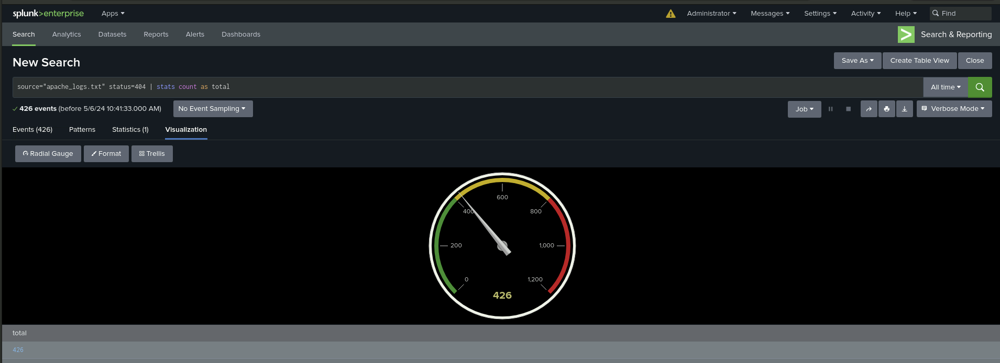 splunk>enterprise Apps Administrator Messages Settings Activity Help Find
Search Analytics Datasets Reports Alerts Dashboards Search & Reporting
New Search Save As Create Table View Close
source="apache_logs.txt" status=404 | stats count as total All time
426 events (before 5/6/24 10:41:33.000 AM) No Event Sampling Job Verbose Mode
Events (426) Patterns Statistics (1) Visualization
Radial Gauge Format Trellis
600
400 800
200 1,000
0 1,200
426
total
426